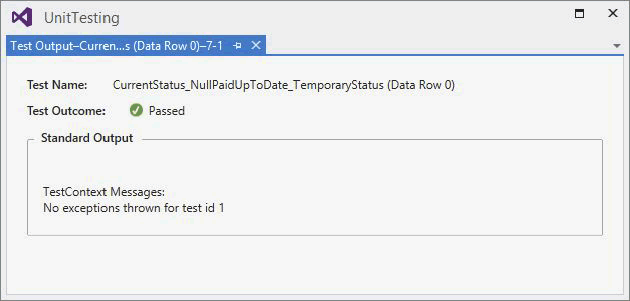 UnitTesting
Test Output–Curren...s (Data Row 0)–7-1
Test Name: CurrentStatus_NullPaidUpToDate_TemporaryStatus (Data Row 0)
Test Outcome: Passed
Standard Output
TestContext Messages:
No exceptions thrown for test id 1